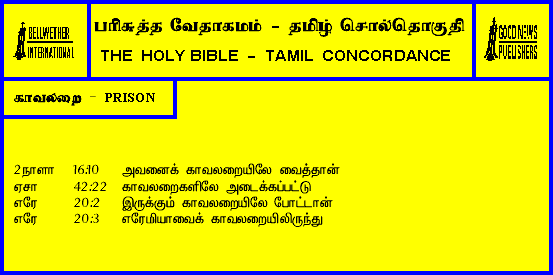 BELLWETHER
INTERNATIONAL
பரிசுத்த வேதாகமம் - தமிழ் சொல்தொகுதி
THE HOLY BIBLE - TAMIL CONCORDANCE
GOOD NEWS
PUBLISHERS
காவலறை - PRISON
2நாளா 16:10 அவனைக் காவலறையிலே வைத்தான்
ஏசா 42:22 காவலறைகளிலே அடைக்கப்பட்டு
எரே 20:2 இருக்கும் காவலறையிலே போட்டான்
எரே 20:3 எரேமியாவைக் காவலறையிலிருந்து